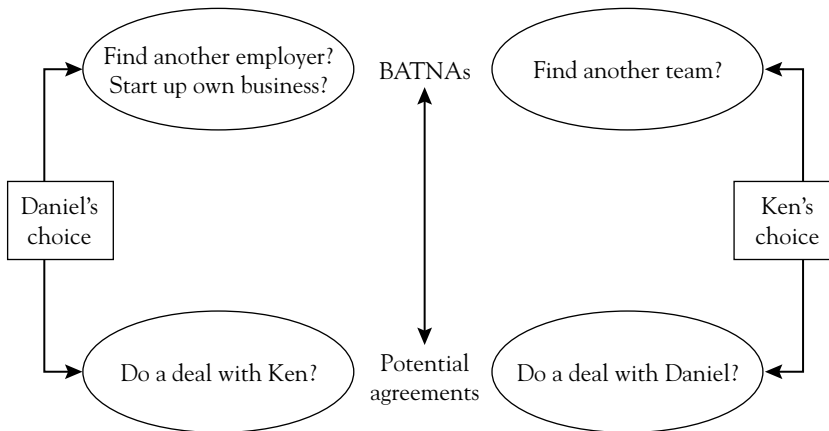 Find another employer?
Start up own business?
BATNAs
Find another team?
Daniel's
choice
Ken's
choice
Do a deal with Ken?
Potential
agreements
Do a deal with Daniel?